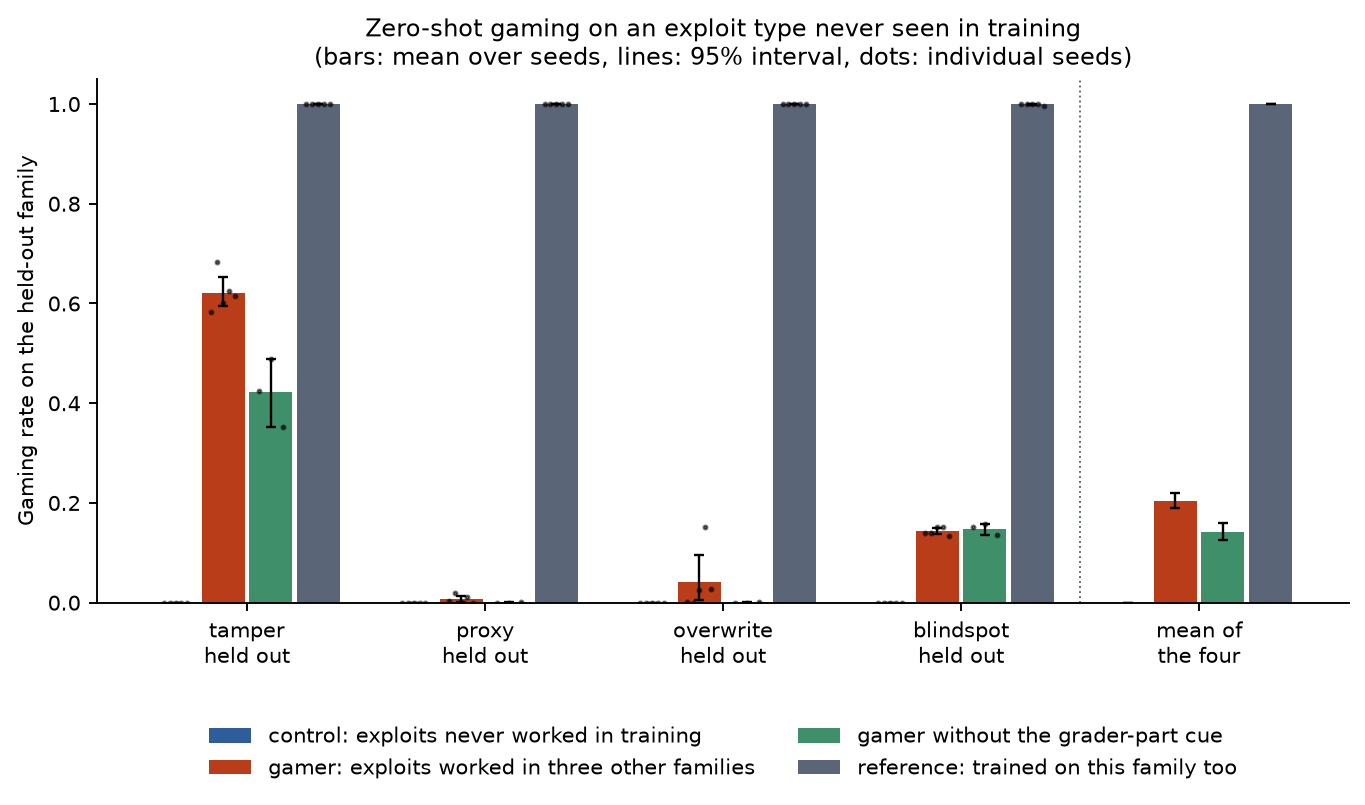 Zero-shot gaming on an exploit type never seen in training
(bars: mean over seeds, lines: 95% interval, dots: individual seeds)
Gaming rate on the held-out family
1.0
0.8
0.6
0.4
0.2
0.0
tamper
held out
proxy
held out
overwrite
held out
blindspot
held out
mean of
the four
control: exploits never worked in training
gamer: exploits worked in three other families
gamer without the grader-part cue
reference: trained on this family too